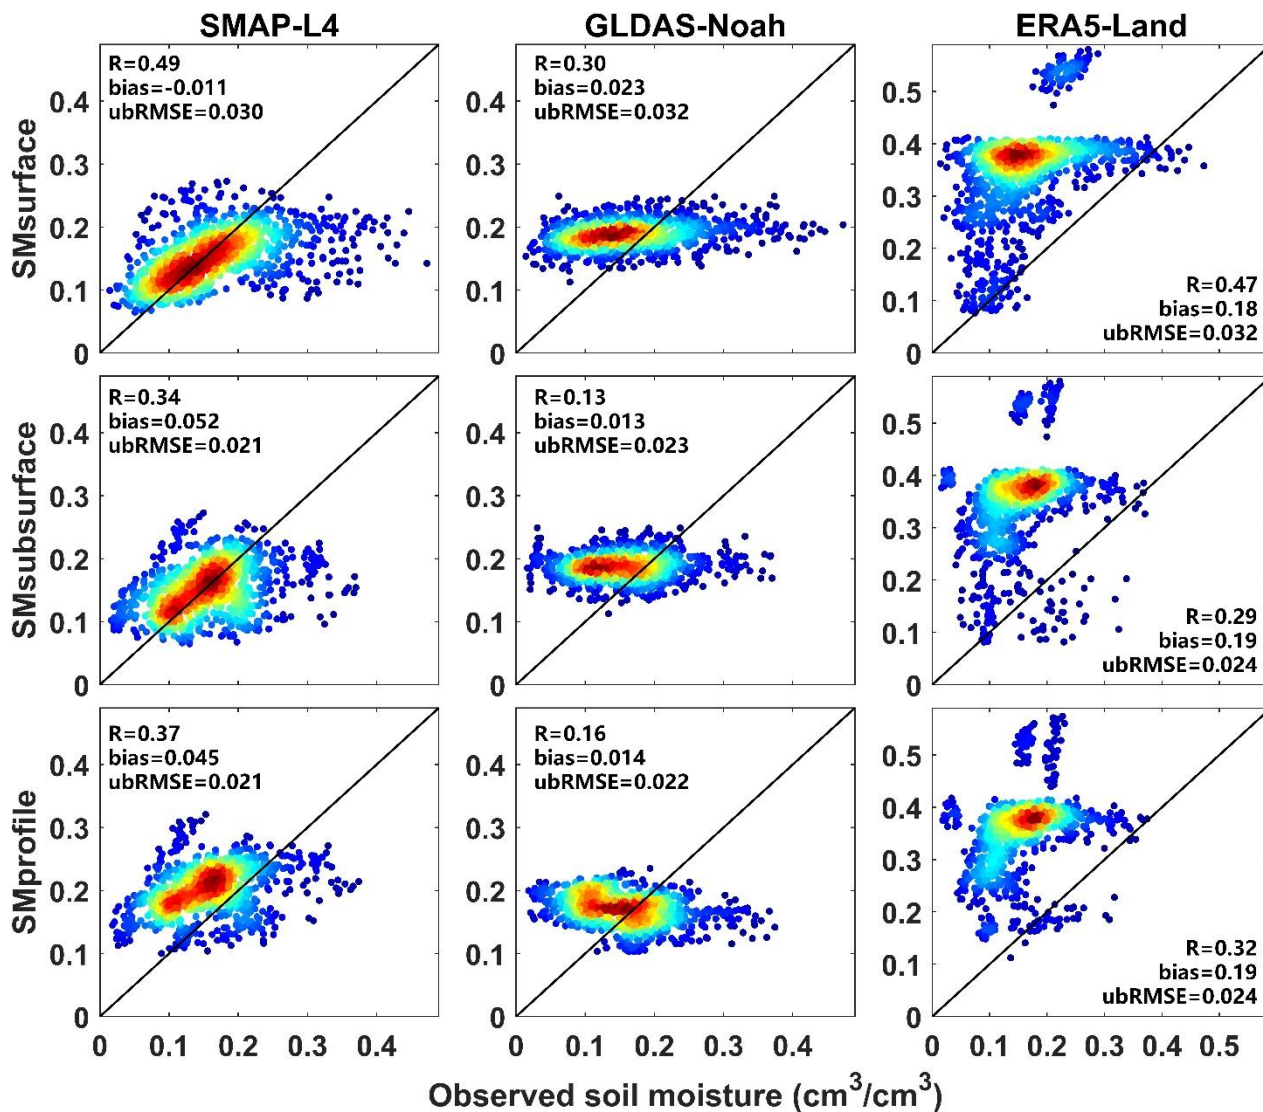 SMAP-L4 GLDAS-Noah ERA5-Land
SMsurface
0.4
0.3
0.2
0.1
0
R=0.49
bias=-0.011
ubRMSE=0.030
0.4
0.3
0.2
0.1
0
R=0.30
bias=0.023
ubRMSE=0.032
0.5
0.4
0.3
0.2
0.1
0
R=0.47
bias=0.18
ubRMSE=0.032
SMsubsurface
0.4
0.3
0.2
0.1
0
R=0.34
bias=0.052
ubRMSE=0.021
0.4
0.3
0.2
0.1
0
R=0.13
bias=0.013
ubRMSE=0.023
0.5
0.4
0.3
0.2
0.1
0
R=0.29
bias=0.19
ubRMSE=0.024
SMprofile
0.4
0.3
0.2
0.1
0
R=0.37
bias=0.045
ubRMSE=0.021
0.4
0.3
0.2
0.1
0
R=0.16
bias=0.014
ubRMSE=0.022
0.5
0.4
0.3
0.2
0.1
0
R=0.32
bias=0.19
ubRMSE=0.024
0 0.1 0.2 0.3 0.4 0 0.1 0.2 0.3 0.4 0 0.1 0.2 0.3 0.4 0.5
Observed soil moisture (cm³/cm³)